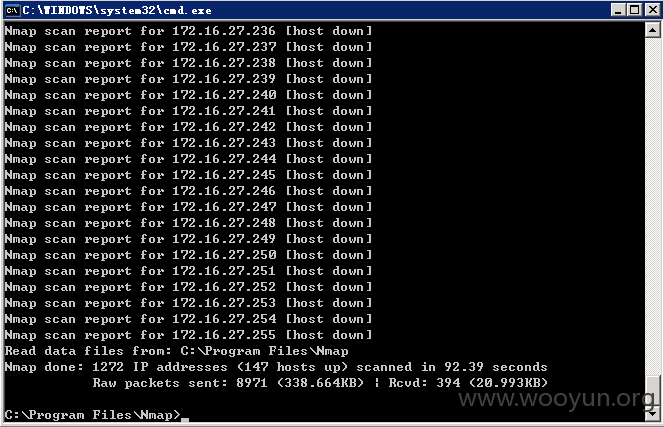 C:\WINDOWS\system32\cmd.exe
Nmap scan report for 172.16.27.236 [host down]
Nmap scan report for 172.16.27.237 [host down]
Nmap scan report for 172.16.27.238 [host down]
Nmap scan report for 172.16.27.239 [host down]
Nmap scan report for 172.16.27.240 [host down]
Nmap scan report for 172.16.27.241 [host down]
Nmap scan report for 172.16.27.242 [host down]
Nmap scan report for 172.16.27.243 [host down]
Nmap scan report for 172.16.27.244 [host down]
Nmap scan report for 172.16.27.245 [host down]
Nmap scan report for 172.16.27.246 [host down]
Nmap scan report for 172.16.27.247 [host down]
Nmap scan report for 172.16.27.248 [host down]
Nmap scan report for 172.16.27.249 [host down]
Nmap scan report for 172.16.27.250 [host down]
Nmap scan report for 172.16.27.251 [host down]
Nmap scan report for 172.16.27.252 [host down]
Nmap scan report for 172.16.27.253 [host down]
Nmap scan report for 172.16.27.254 [host down]
Nmap scan report for 172.16.27.255 [host down]
Read data files from: C:\Program Files\Nmap
Nmap done: 1272 IP addresses (147 hosts up) scanned in 92.39 seconds
Raw packets sent: 8971 (338.664KB) | Rcvd: 394 (20.993KB)
C:\Program Files\Nmap>_
www.wooyun.org